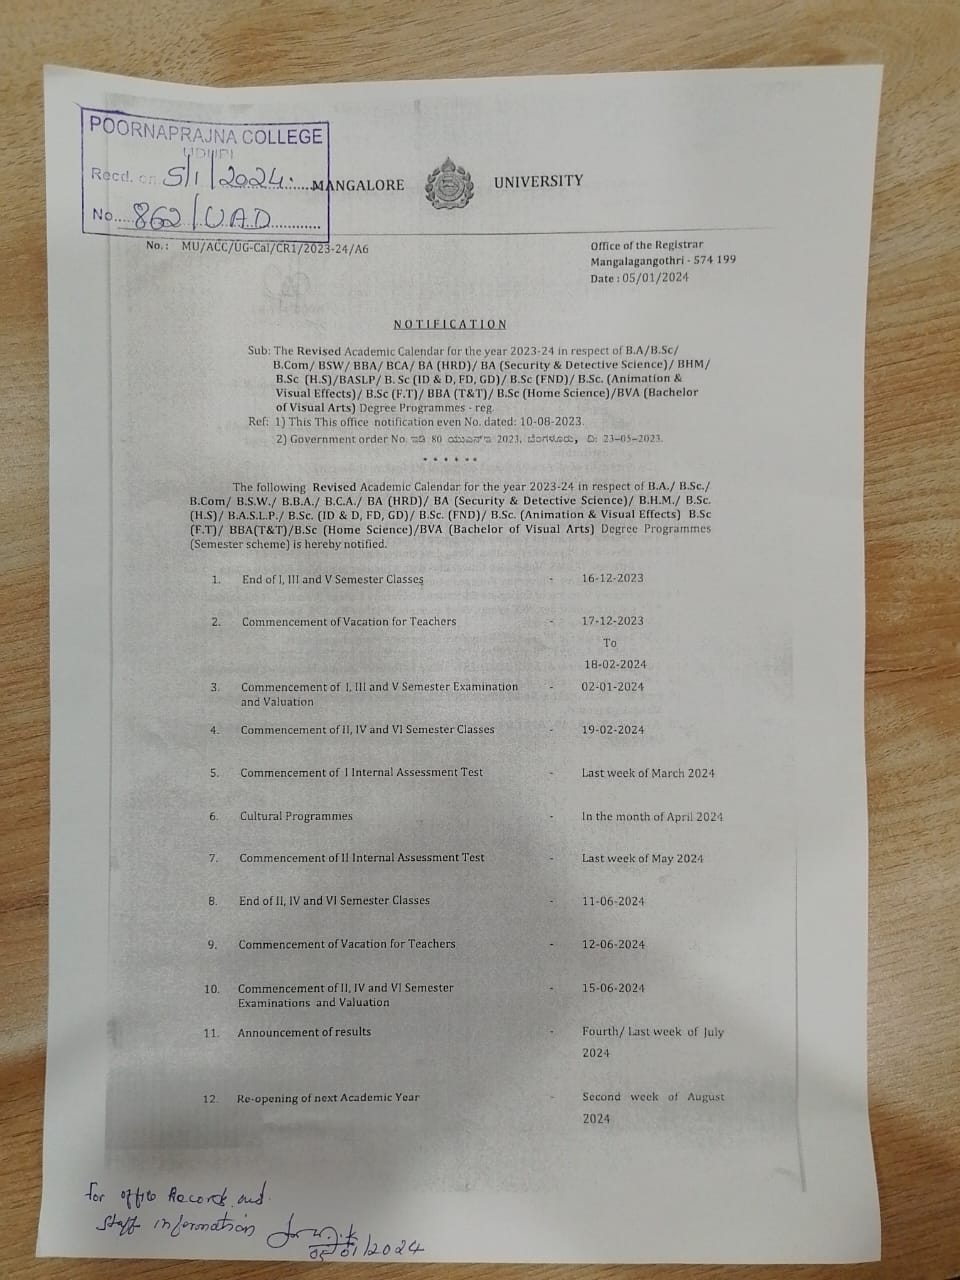 POORNAPRAJNA COLLEGE
UDUPI
Recd. on 5/1/2024
No. 862/UAD
MANGALORE UNIVERSITY
No.: MU/ACC/UG-Cal/CR1/2023-24/A6
Office of the Registrar
Mangalagangothri - 574 199
Date : 05/01/2024
NOTIFICATION
Sub: The Revised Academic Calendar for the year 2023-24 in respect of B.A/B.Sc/
B.Com/ BSW/ BBA/ BCA/ BA (HRD)/ BA (Security & Detective Science)/ BHM/
B.Sc (H.S)/BASLP/ B. Sc (ID & D, FD, GD)/ B.Sc (FND)/ B.Sc. (Animation &
Visual Effects)/ B.Sc (F.T)/ BBA (T&T)/ B.Sc (Home Science)/BVA (Bachelor
of Visual Arts) Degree Programmes - reg.
Ref: 1) This This office notification even No. dated: 10-08-2023.
2) Government order No. ಇಡಿ 80 ಯುಎನ್ಇ 2023, ಬೆಂಗಳೂರು, ದಿ: 23-05-2023.
* * * * * *
The following Revised Academic Calendar for the year 2023-24 in respect of B.A./ B.Sc./
B.Com/ B.S.W./ B.B.A./ B.C.A./ BA (HRD)/ BA (Security & Detective Science)/ B.H.M./ B.Sc.
(H.S)/ B.A.S.L.P./ B.Sc. (ID & D, FD, GD)/ B.Sc. (FND)/ B.Sc. (Animation & Visual Effects) B.Sc
(F.T)/ BBA(T&T)/B.Sc (Home Science)/BVA (Bachelor of Visual Arts) Degree Programmes
(Semester scheme) is hereby notified.
1. End of I, III and V Semester Classes - 16-12-2023
2. Commencement of Vacation for Teachers - 17-12-2023
To
18-02-2024
3. Commencement of I, III and V Semester Examination - 02-01-2024
and Valuation
4. Commencement of II, IV and VI Semester Classes - 19-02-2024
5. Commencement of I Internal Assessment Test - Last week of March 2024
6. Cultural Programmes - In the month of April 2024
7. Commencement of II Internal Assessment Test - Last week of May 2024
8. End of II, IV and VI Semester Classes - 11-06-2024
9. Commencement of Vacation for Teachers - 12-06-2024
10. Commencement of II, IV and VI Semester - 15-06-2024
Examinations and Valuation
11. Announcement of results - Fourth/ Last week of July
2024
12. Re-opening of next Academic Year - Second week of August
2024
For office Records and
staff information
05/01/2024